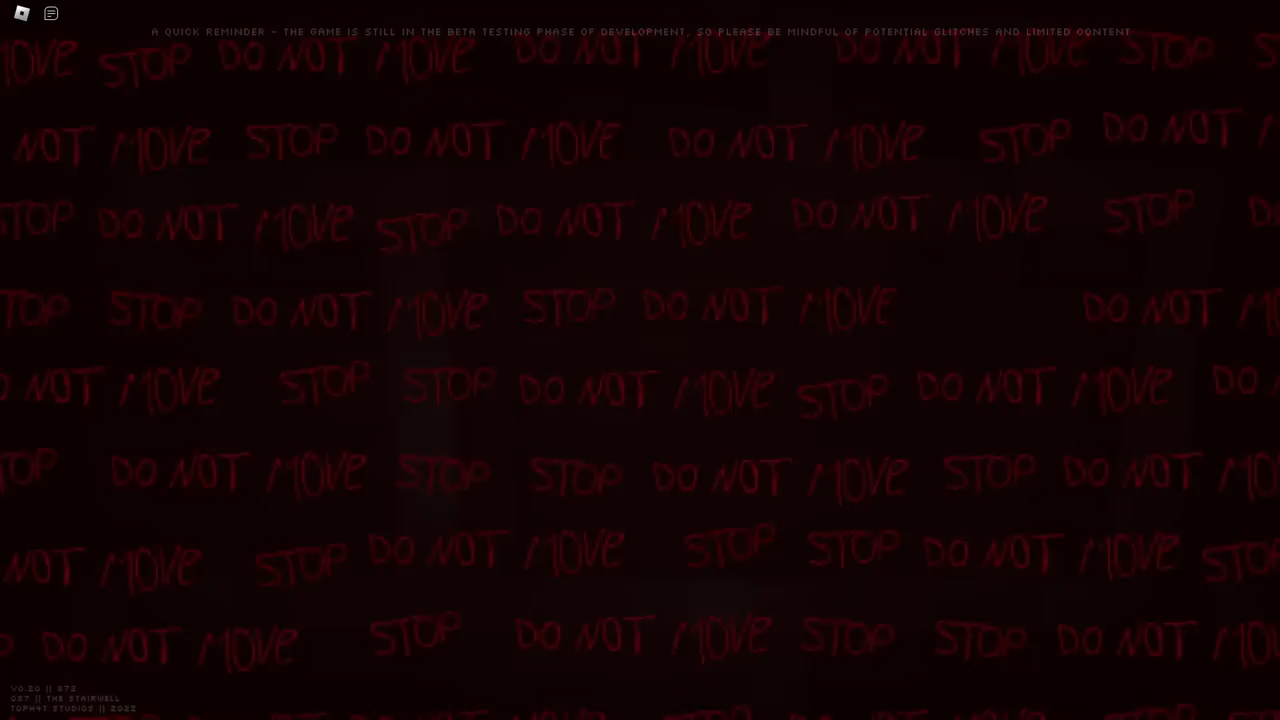 A QUICK REMINDER - THE GAME IS STILL IN THE BETA TESTING PHASE OF DEVELOPMENT, SO PLEASE BE MINDFUL OF POTENTIAL GLITCHES AND LIMITED CONTENT
MOVE STOP DO NOT MOVE DO NOT MOVE DO NOT MOVE STOP
NOT MOVE STOP DO NOT MOVE DO NOT MOVE STOP DO NOT
STOP DO NOT MOVE STOP DO NOT MOVE DO NOT MOVE STOP
STOP STOP DO NOT MOVE STOP DO NOT MOVE DO NOT
NOT MOVE STOP STOP DO NOT MOVE STOP DO NOT MOVE DO
DO NOT MOVE STOP STOP DO NOT MOVE STOP DO NOT
NOT MOVE STOP DO NOT MOVE STOP STOP DO NOT MOVE STOP
DO NOT MOVE STOP DO NOT MOVE STOP STOP DO NOT
V0.20 || 872
087 || THE STAIRWELL
TOPH4T STUDIOS || 2022